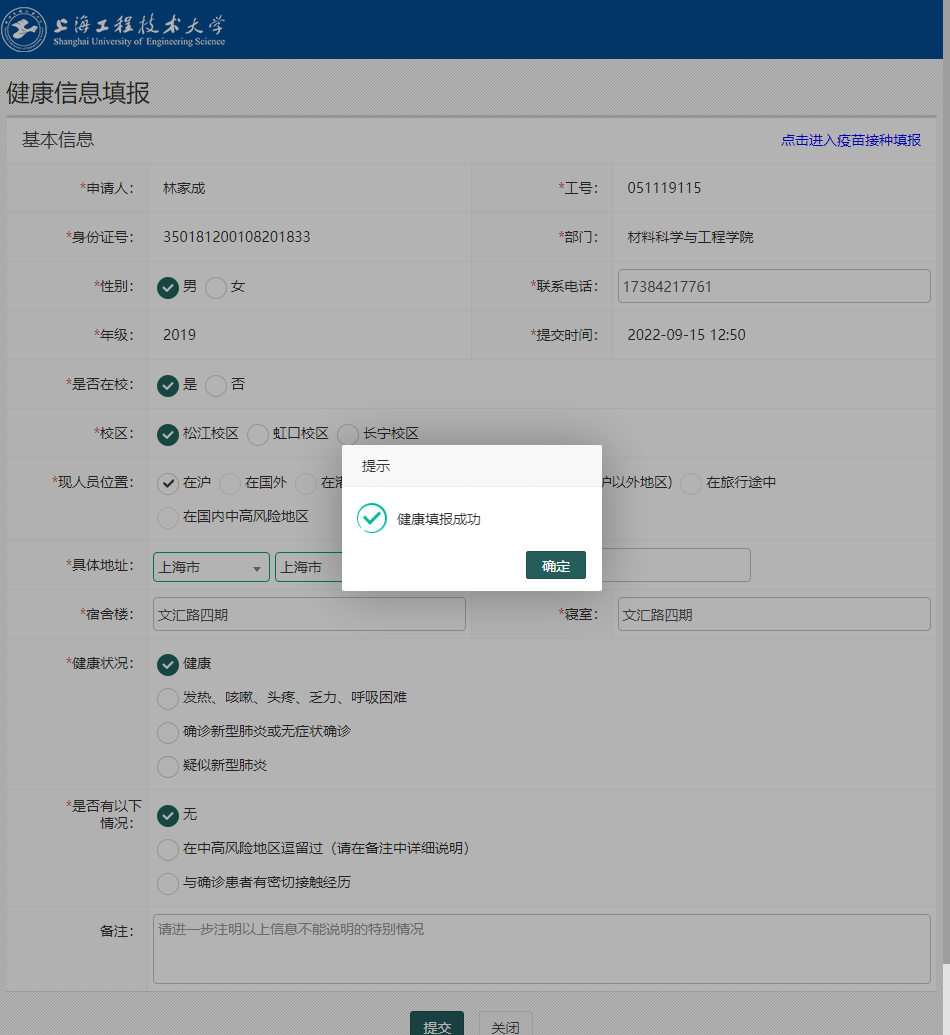 上海工程技术大学
Shanghai University of Engineering Science
健康信息填报
基本信息 点击进入疫苗接种填报
*申请人： 林家成 *工号： 051119115
*身份证号： 350181200108201833 *部门： 材料科学与工程学院
*性别： 男 女 *联系电话： 17384217761
*年级： 2019 *提交时间： 2022-09-15 12:50
*是否在校： 是 否
*校区： 松江校区 虹口校区 长宁校区
*现人员位置： 在沪 在国外 在 沪以外地区) 在旅行途中
在国内中高风险地区
提示
健康填报成功
确定
*具体地址： 上海市 上海市
*宿舍楼： 文汇路四期 *寝室： 文汇路四期
*健康状况： 健康
发热、咳嗽、头疼、乏力、呼吸困难
确诊新型肺炎或无症状确诊
疑似新型肺炎
*是否有以下
情况： 无
在中高风险地区逗留过（请在备注中详细说明）
与确诊患者有密切接触经历
备注： 请进一步注明以上信息不能说明的特别情况
提交 关闭